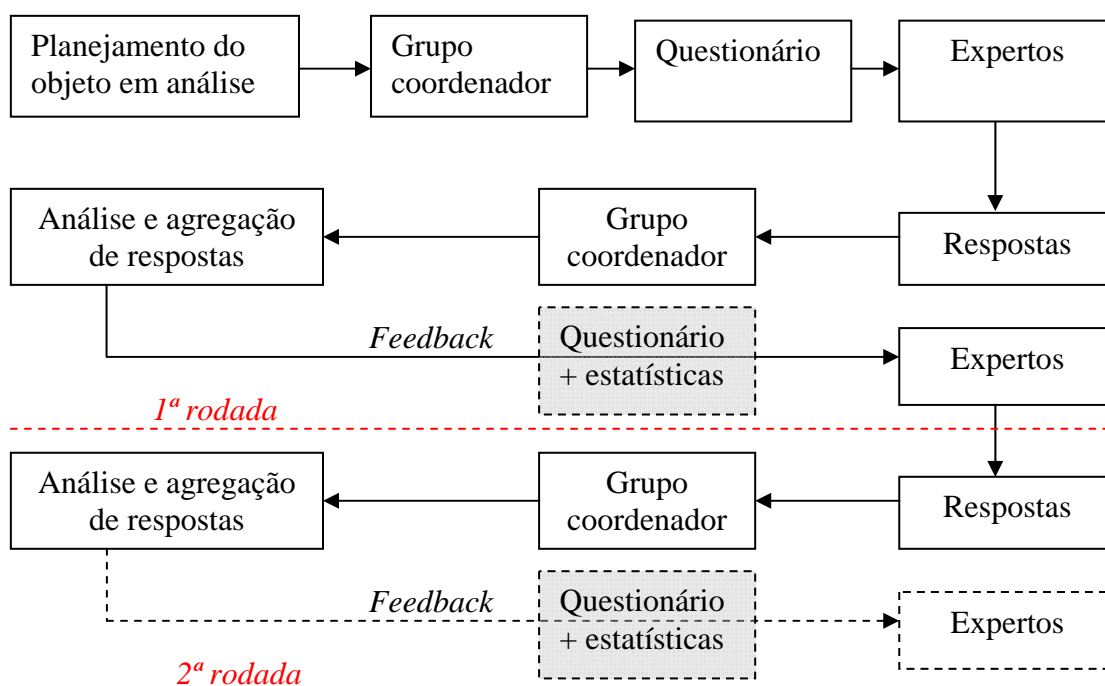 Planejamento do
objeto em análise
Grupo
coordenador
Questionário
Expertos
Análise e agregação
de respostas
Grupo
coordenador
Respostas
Feedback
Questionário
+ estatísticas
Expertos
1ª rodada
Análise e agregação
de respostas
Grupo
coordenador
Respostas
Feedback
Questionário
+ estatísticas
Expertos
2ª rodada